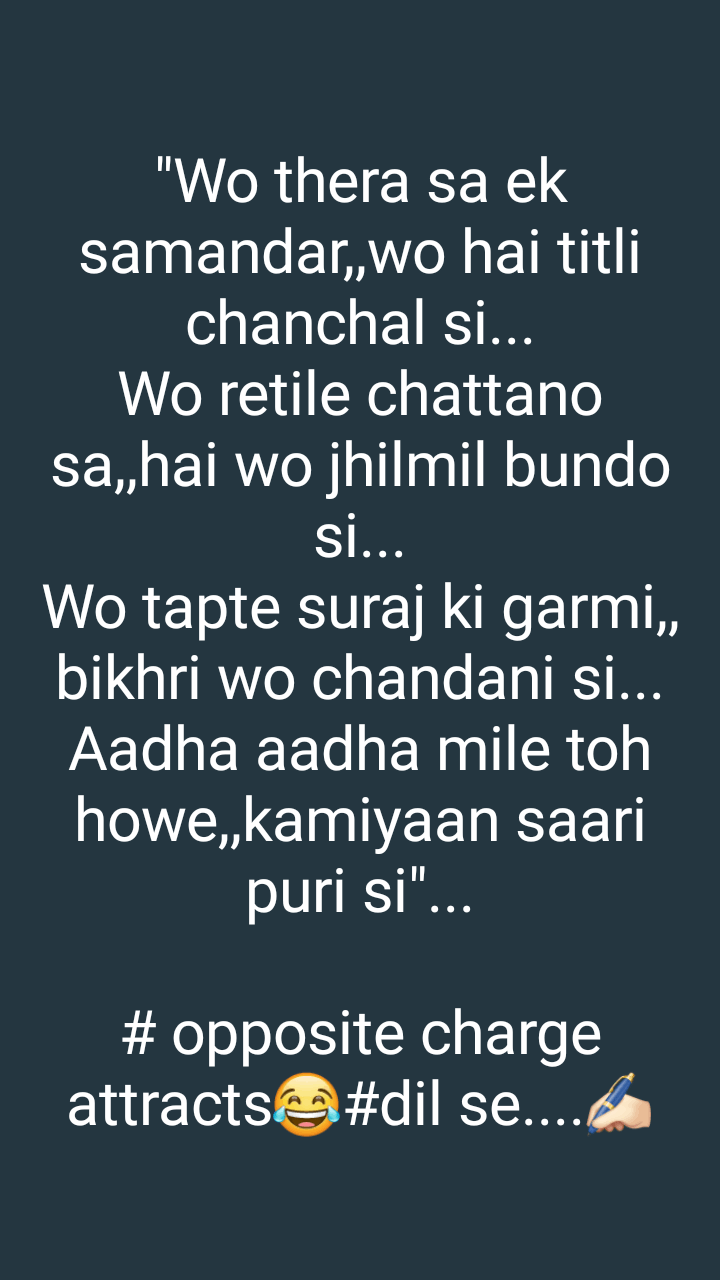 "Wo thera sa ek
samandar,,wo hai titli
chanchal si...
Wo retile chattano
sa,,hai wo jhilmil bundo
si...
Wo tapte suraj ki garmi,,
bikhri wo chandani si...
Aadha aadha mile toh
howe,,kamiyaan saari
puri si"...
# opposite charge
attracts😂#dil se....✍🏻